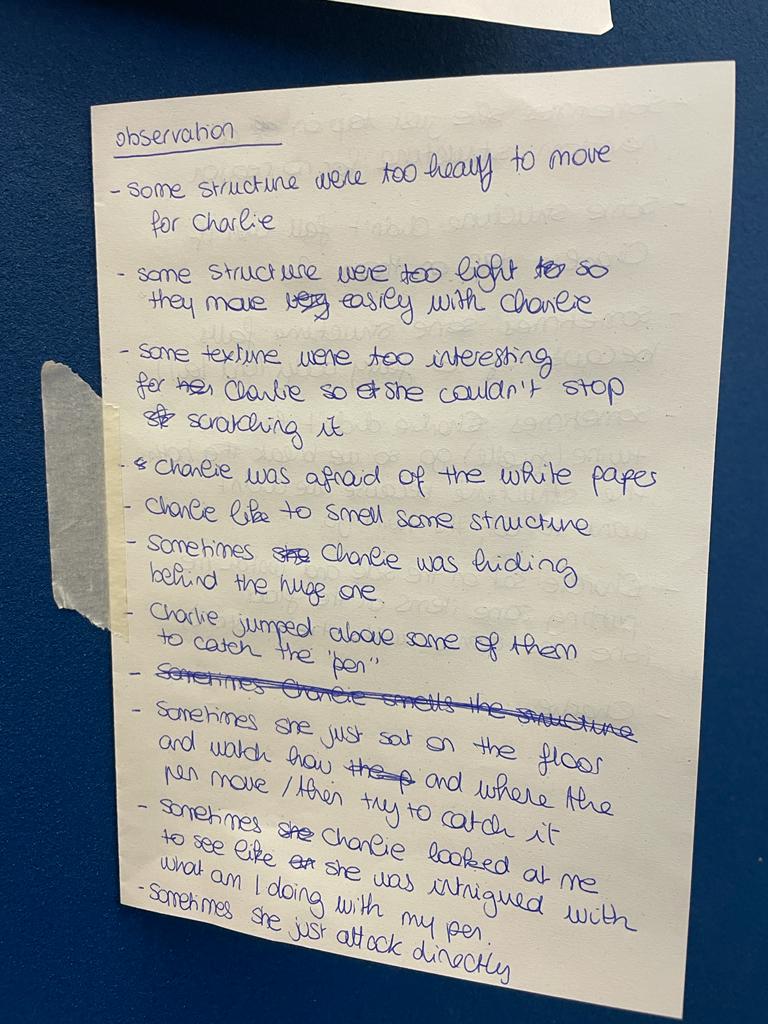 observation
- some structure were too heavy to move
for Charlie
- some structure were too light to so
they move very easily with Charlie
- some texture were too interesting
for her Charlie so she couldn't stop
scratching it
- Charlie was afraid of the white paper
- Charlie like to smell some structure
- Sometimes she Charlie was hiding
behind the huge one.
- Charlie jumped above some of them
to catch the "pen"
- Sometimes Charlie smells the structure
- Sometimes she just sat on the floor
and watch how the p and where the
pen move / then try to catch it
- Sometimes she Charlie looked at me
to see like she was intrigued with
what am I doing with my pen.
- Sometimes she just attack directly